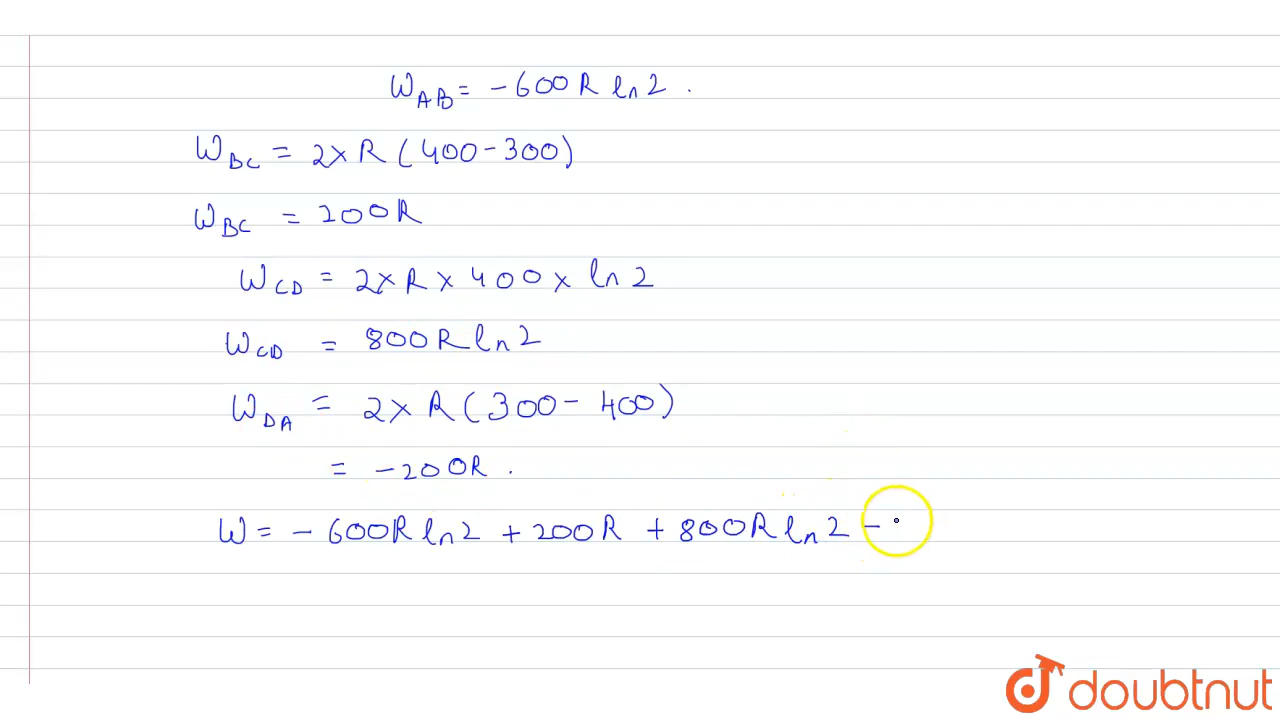 W_AB = - 600 R ln 2 .
W_BC = 2 × R ( 400 - 300 )
W_BC = 200R
W_CD = 2 × R × 400 × ln 2
W_CD = 800 R ln 2
W_DA = 2 × R ( 300 - 400 )
= - 200R .
W = - 600R ln 2 + 200R + 800R ln 2 -
doubtnut